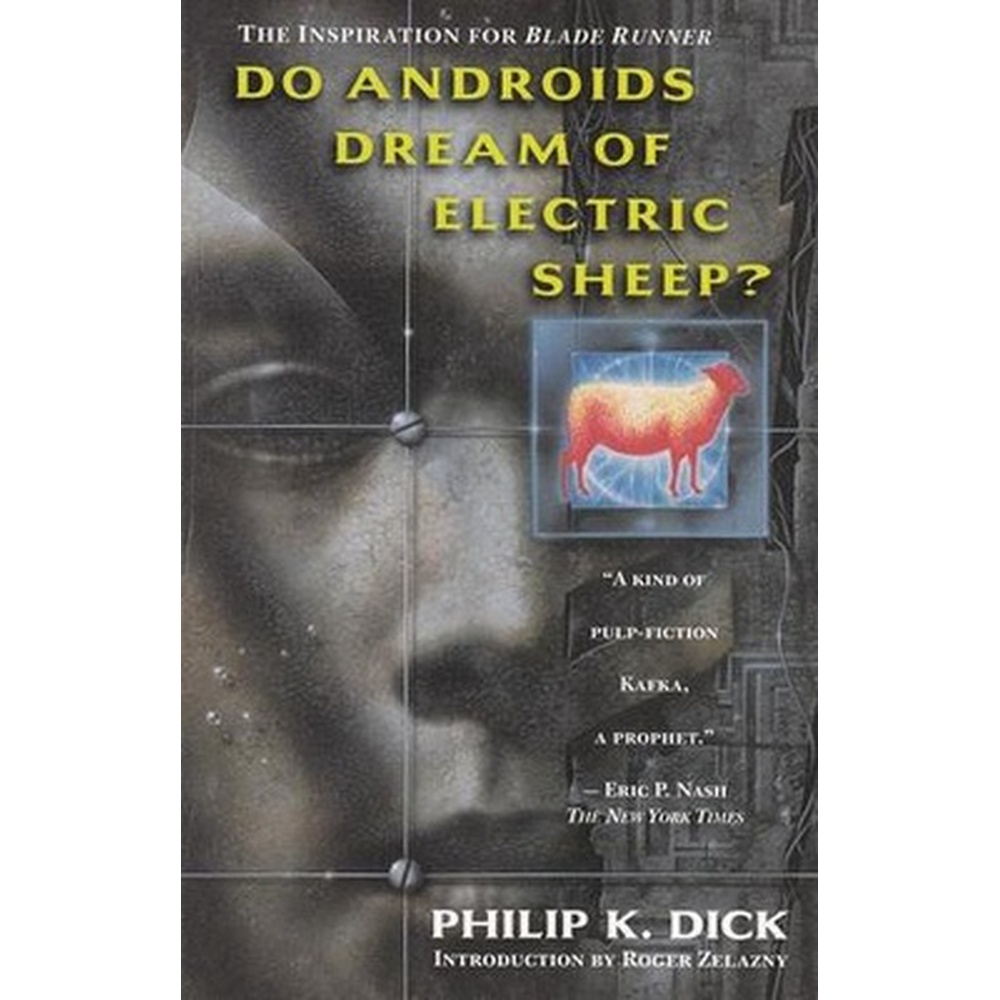 THE INSPIRATION FOR BLADE RUNNER
DO ANDROIDS
DREAM OF
ELECTRIC
SHEEP?
“A KIND OF
PULP-FICTION
KAFKA,
A PROPHET.”
— ERIC P. NASH
THE NEW YORK TIMES
PHILIP K. DICK
INTRODUCTION BY ROGER ZELAZNY